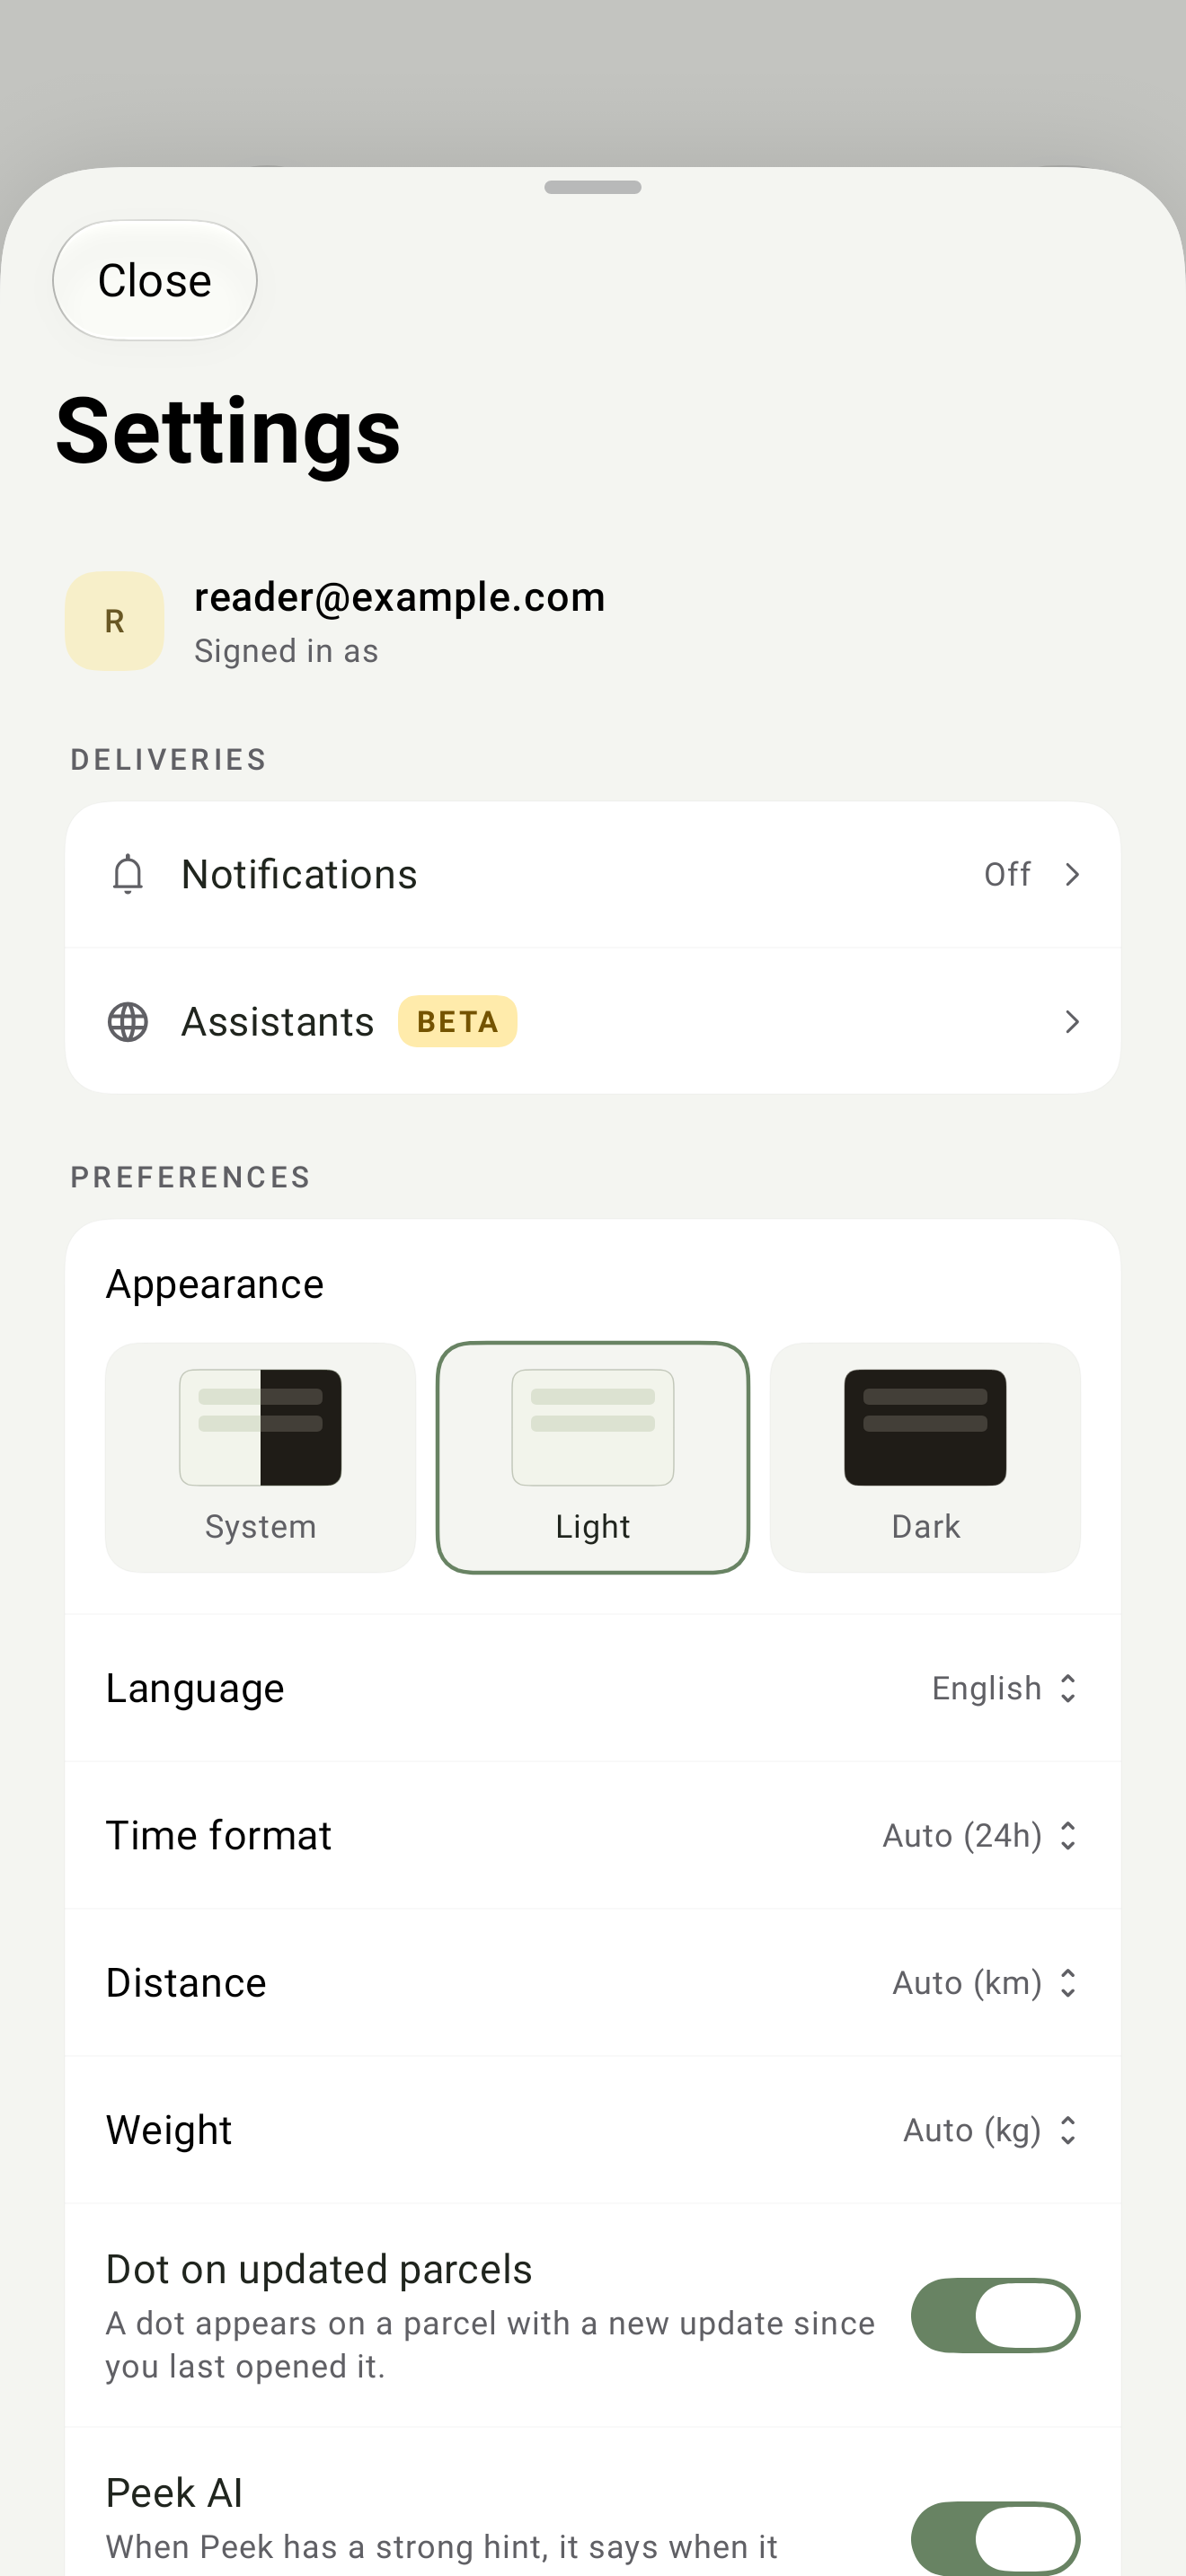 Close
Settings
R
reader@example.com
Signed in as
DELIVERIES
Notifications
Off
Assistants
BETA
PREFERENCES
Appearance
System
Light
Dark
Language
English
Time format
Auto (24h)
Distance
Auto (km)
Weight
Auto (kg)
Dot on updated parcels
A dot appears on a parcel with a new update since
you last opened it.
Peek AI
When Peek has a strong hint, it says when it